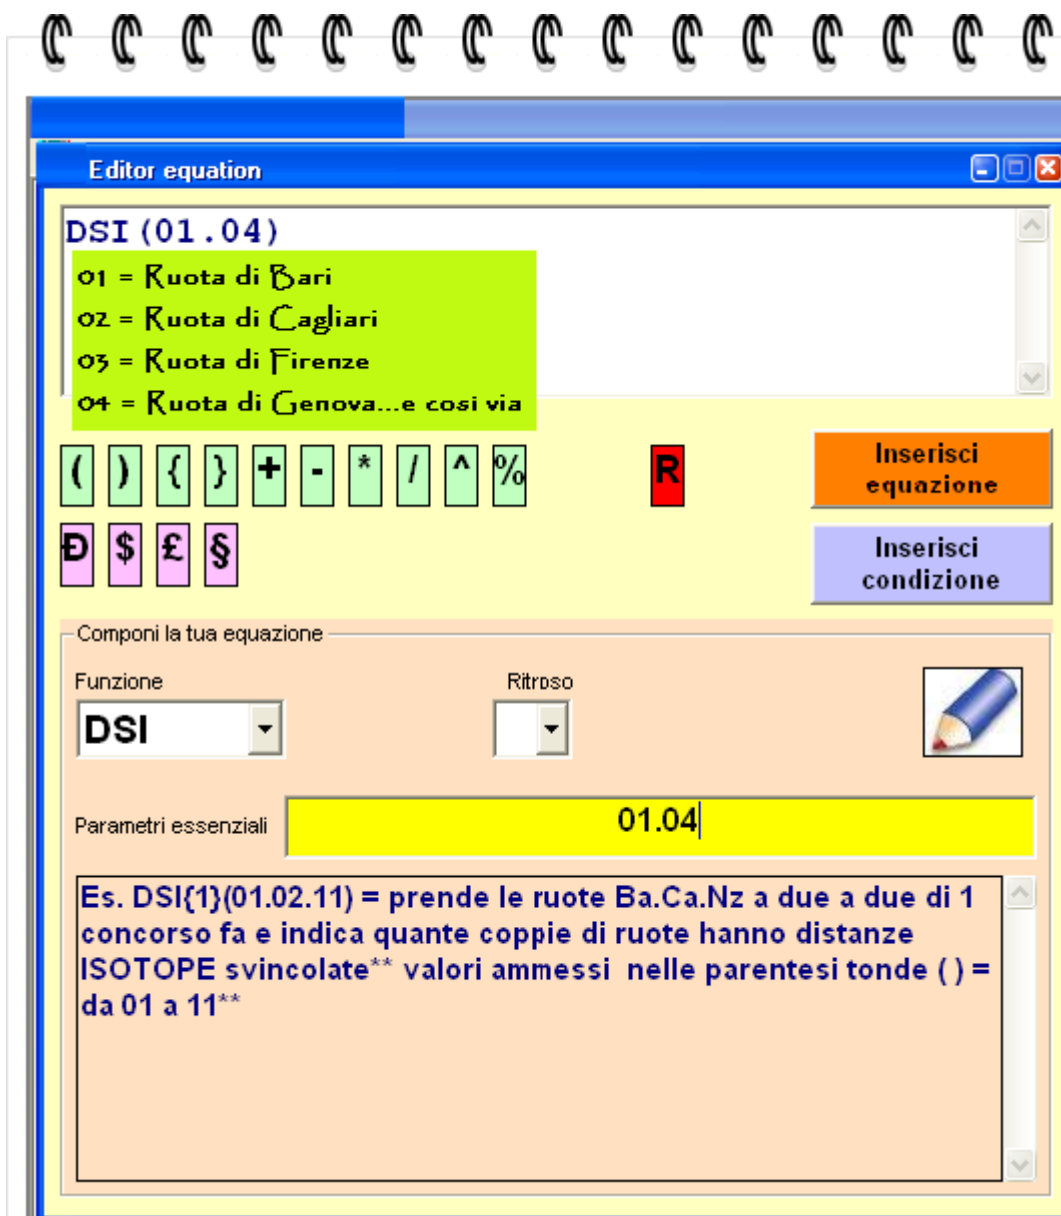 Editor equation
DSI(01.04)
01 = Ruota di Bari
02 = Ruota di Cagliari
03 = Ruota di Firenze
04 = Ruota di Genova...e cosi via
( ) { } + - * / ^ % R
Inserisci
equazione
Đ $ £ §
Inserisci
condizione
Componi la tua equazione
Funzione Ritroso
DSI
Parametri essenziali 01.04
Es. DSI{1}(01.02.11) = prende le ruote Ba.Ca.Nz a due a due di 1
concorso fa e indica quante coppie di ruote hanno distanze
ISOTOPE svincolate** valori ammessi nelle parentesi tonde ( ) =
da 01 a 11**